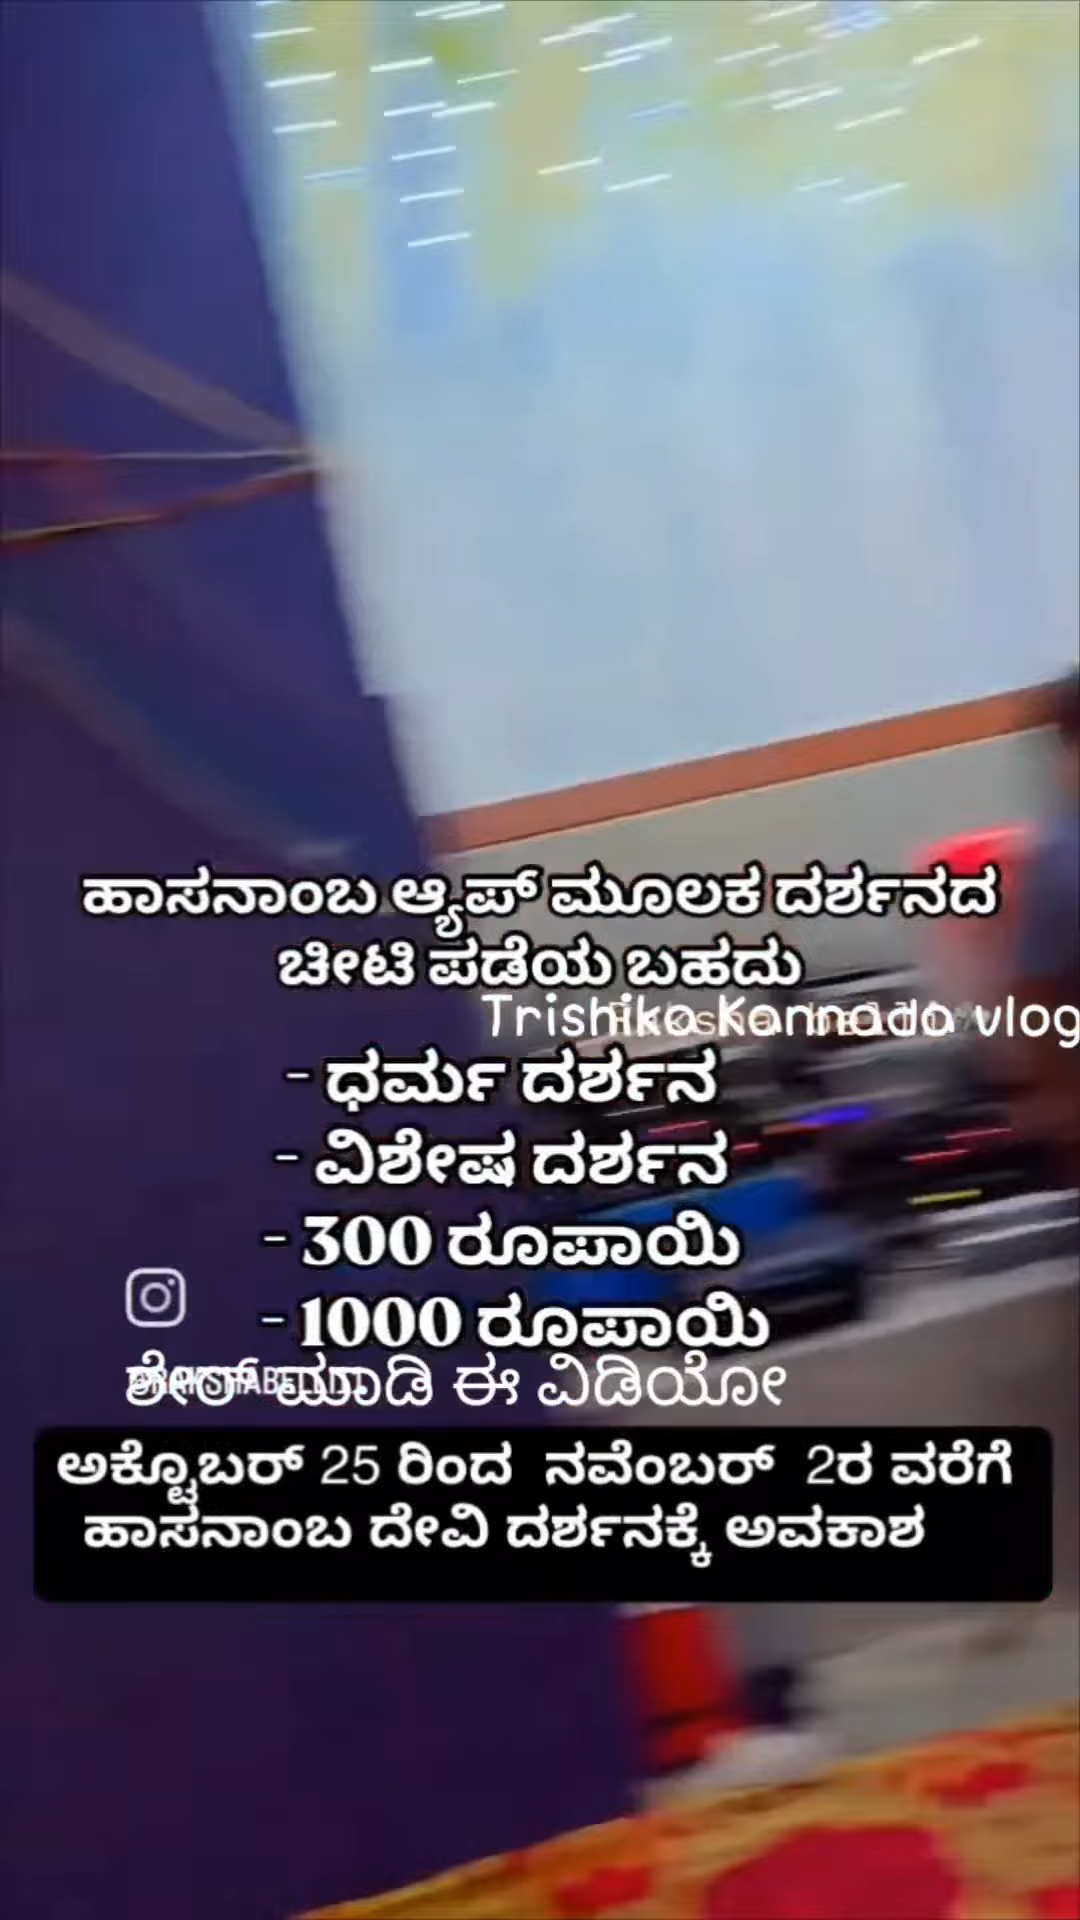 ಹಾಸನಾಂಬ ಆ್ಯಪ್ ಮೂಲಕ ದರ್ಶನದ
ಚೀಟಿ ಪಡೆಯ ಬಹದು
Trishika Kannada vlog
- ಧರ್ಮ ದರ್ಶನ
- ವಿಶೇಷ ದರ್ಶನ
- 300 ರೂಪಾಯಿ
- 1000 ರೂಪಾಯಿ
ಶೇರ್ ಮಾಡಿ ಈ ವಿಡಿಯೋ
ಅಕ್ಟೊಬರ್ 25 ರಿಂದ ನವೆಂಬರ್ 2ರ ವರೆಗೆ
ಹಾಸನಾಂಬ ದೇವಿ ದರ್ಶನಕ್ಕೆ ಅವಕಾಶ